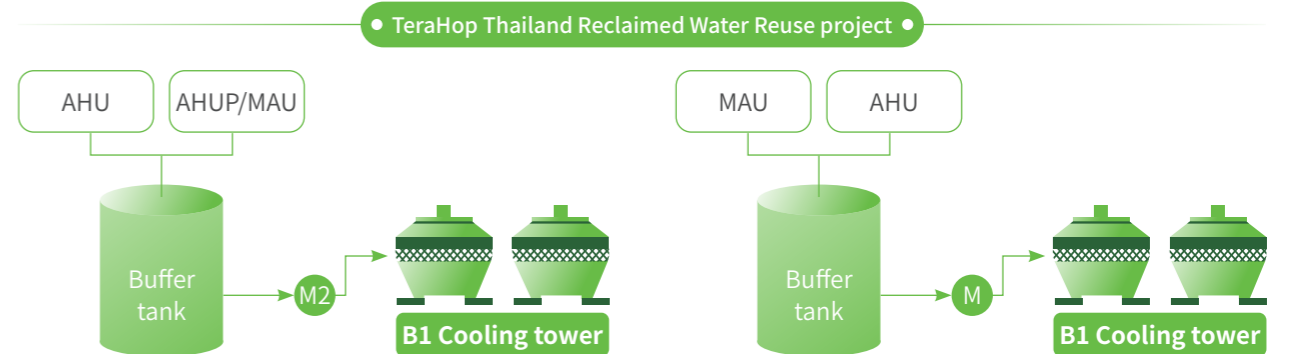 TeraHop Thailand Reclaimed Water Reuse project
AHU
AHUP/MAU
MAU
AHU
Buffer
tank
M2
B1 Cooling tower
Buffer
tank
M
B1 Cooling tower